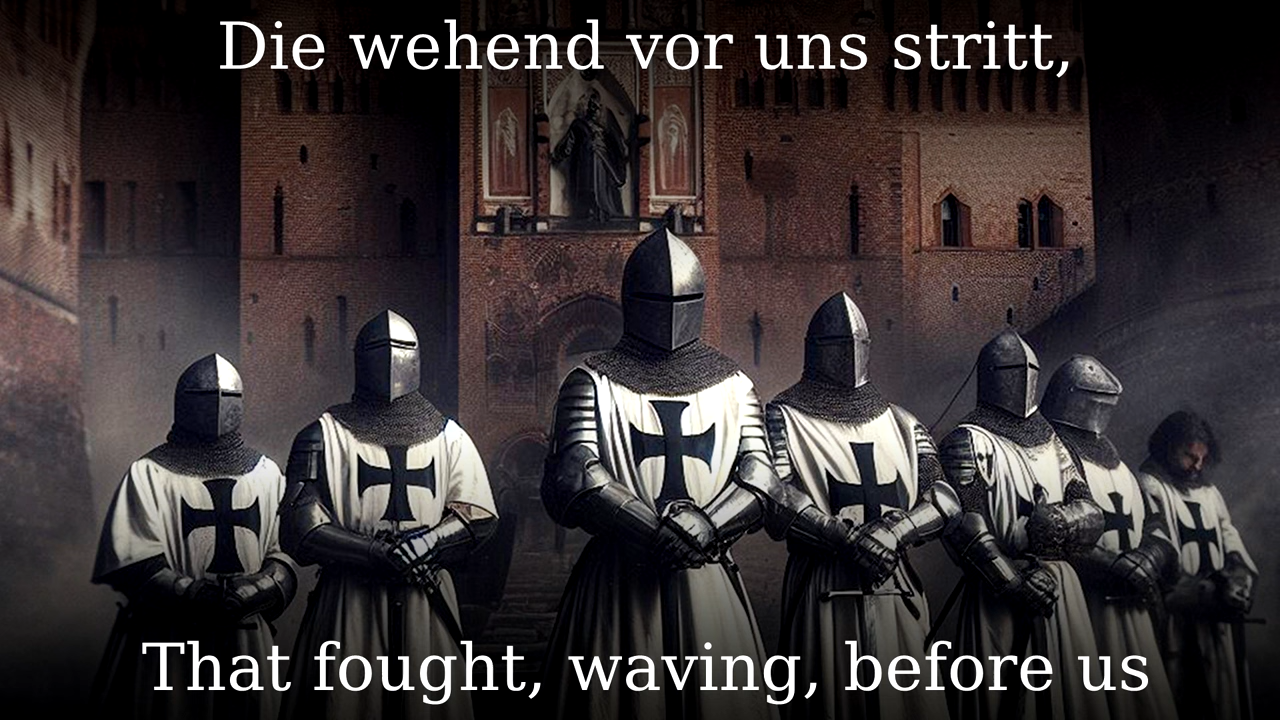 Die wehend vor uns stritt,
That fought, waving, before us